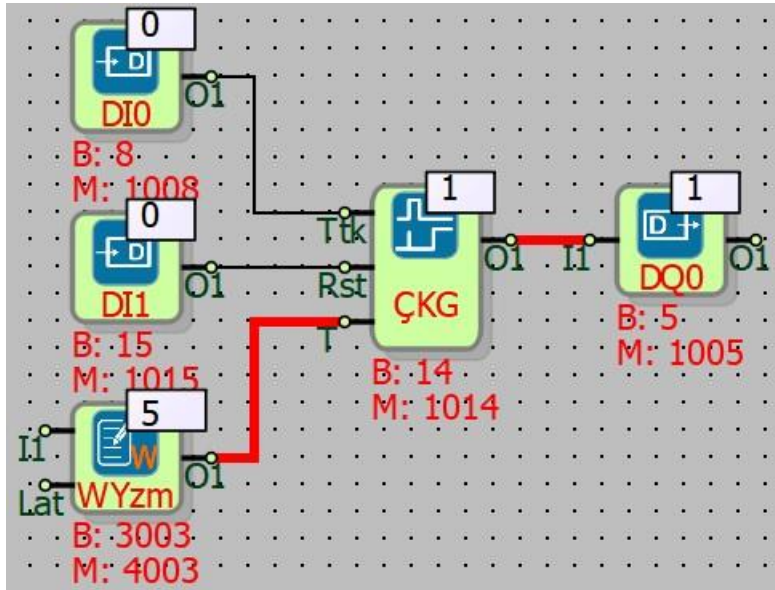 0
D
DI0
O1
B: 8
M: 1008
0
D
DI1
O1
B: 15
M: 1015
5
W
I1
Lat
WYzm
O1
B: 3003
M: 4003
1
Ttk
Rst
T
ÇKG
O1
B: 14
M: 1014
1
D
I1
DQ0
O1
B: 5
M: 1005